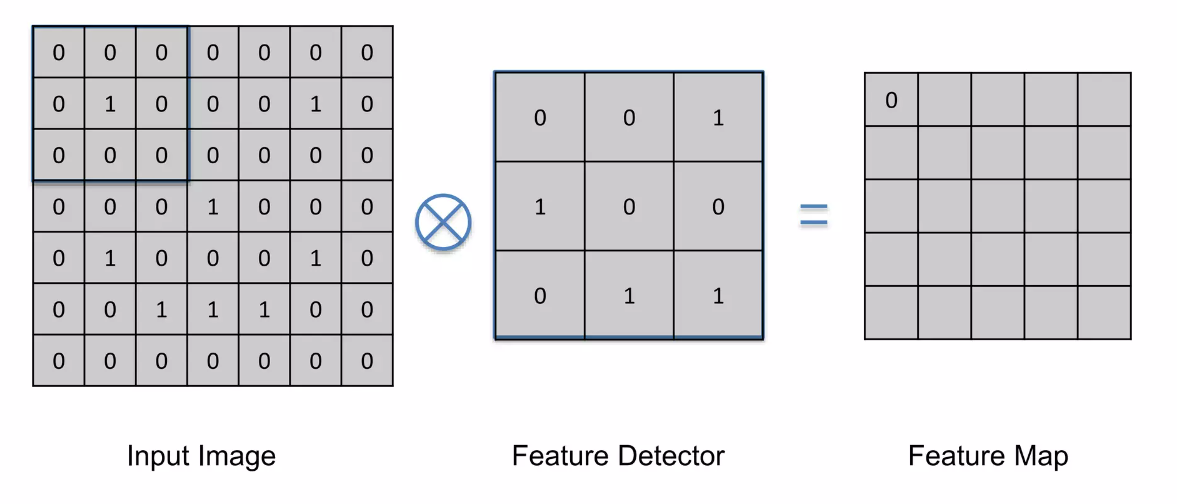 0 0 0 0 0 0 0
0 1 0 0 0 1 0
0 0 0 0 0 0 0
0 0 0 1 0 0 0
0 1 0 0 0 1 0
0 0 1 1 1 0 0
0 0 0 0 0 0 0
0 0 1
1 0 0
0 1 1
=
0
Input Image
Feature Detector
Feature Map